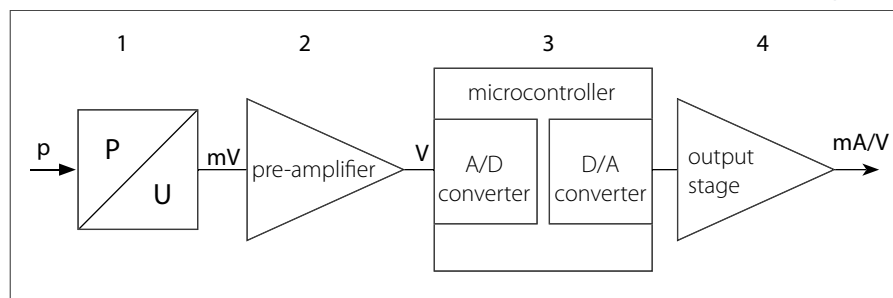 1
2
3
4
p
P
U
mV
pre-amplifier
V
microcontroller
A/D
converter
D/A
converter
output
stage
mA/V